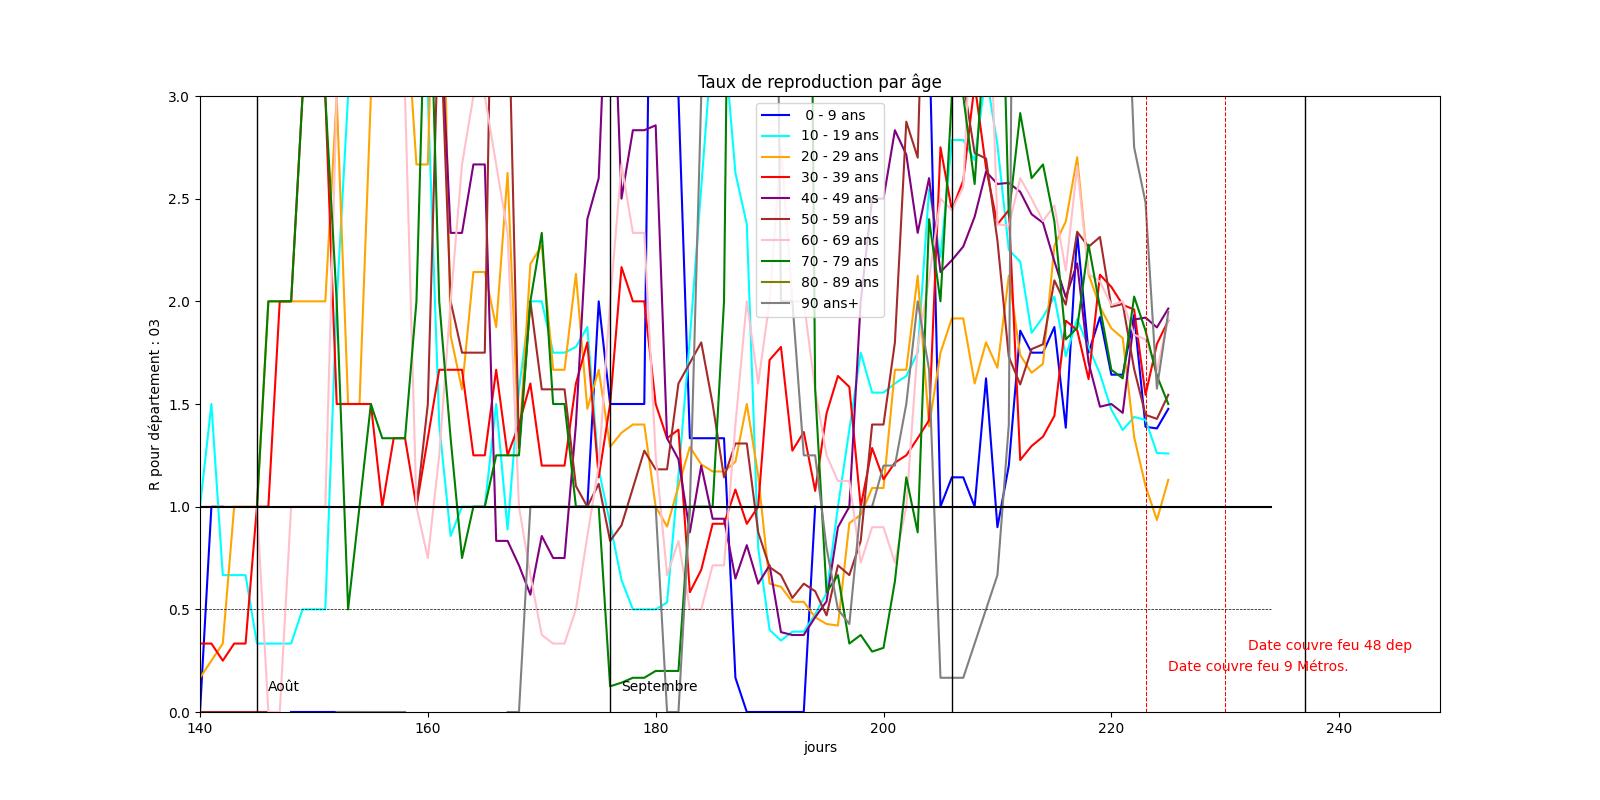 Taux de reproduction par âge
R pour département : 03
3.0
2.5
2.0
1.5
1.0
0.5
0.0
0 - 9 ans
10 - 19 ans
20 - 29 ans
30 - 39 ans
40 - 49 ans
50 - 59 ans
60 - 69 ans
70 - 79 ans
80 - 89 ans
90 ans+
Date couvre feu 48 dep
Date couvre feu 9 Métros.
Août
Septembre
140
160
180
200
220
240
jours